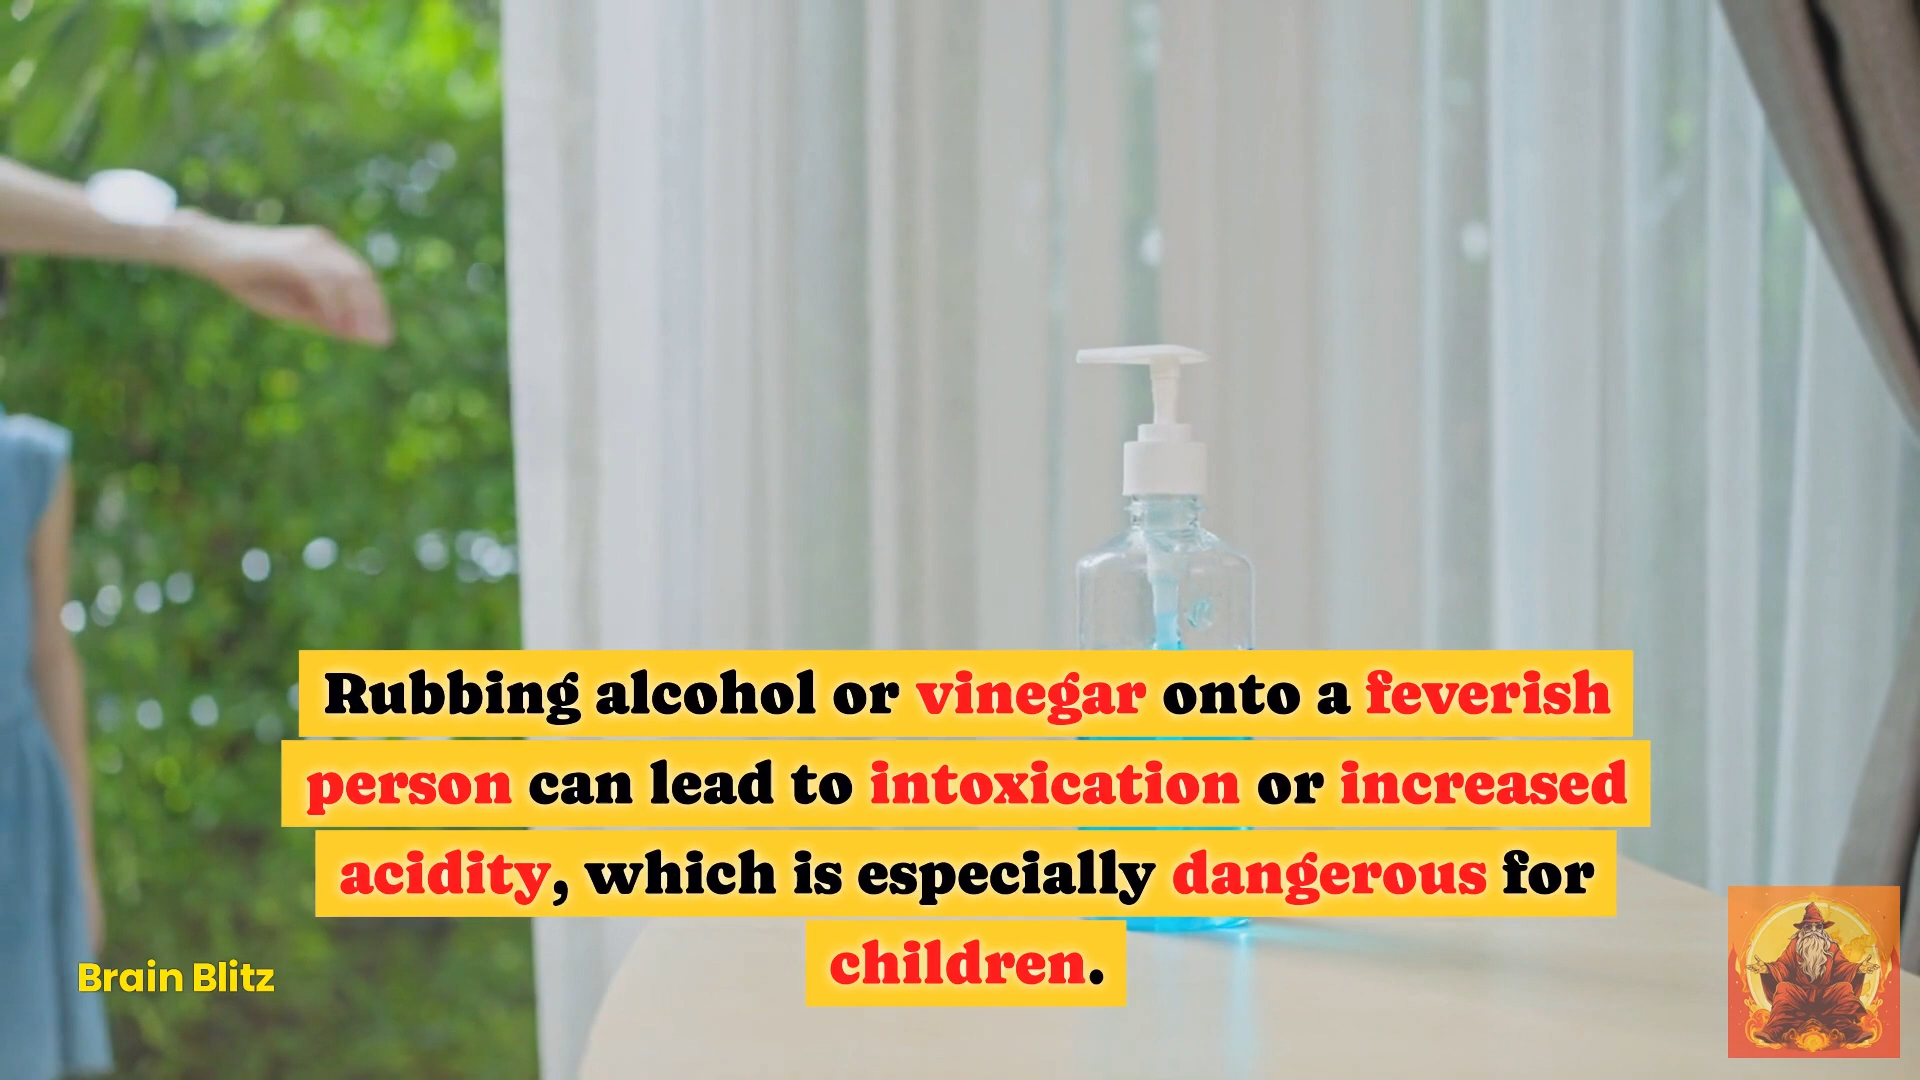 Rubbing alcohol or vinegar onto a feverish
person can lead to intoxication or increased
acidity, which is especially dangerous for
children.
Brain Blitz